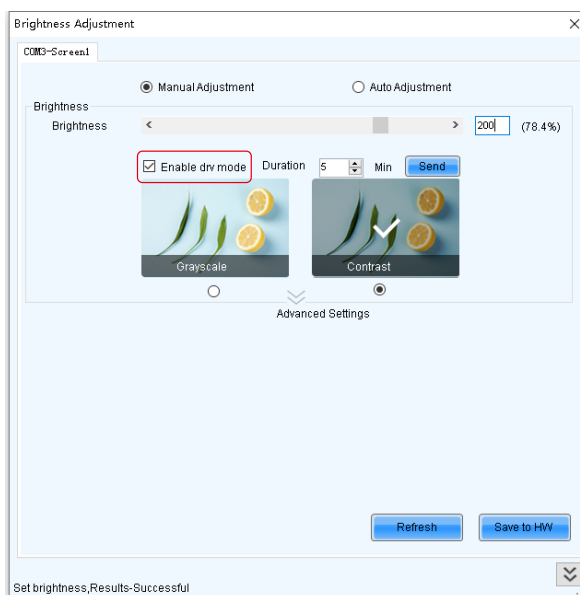 Brightness Adjustment
COM3-Screen1
Manual Adjustment Auto Adjustment
Brightness
Brightness 200 (78.4%)
Enable dry mode Duration 5 Min Send
Grayscale Contrast
Advanced Settings
Refresh Save to HW
Set brightness,Results-Successful